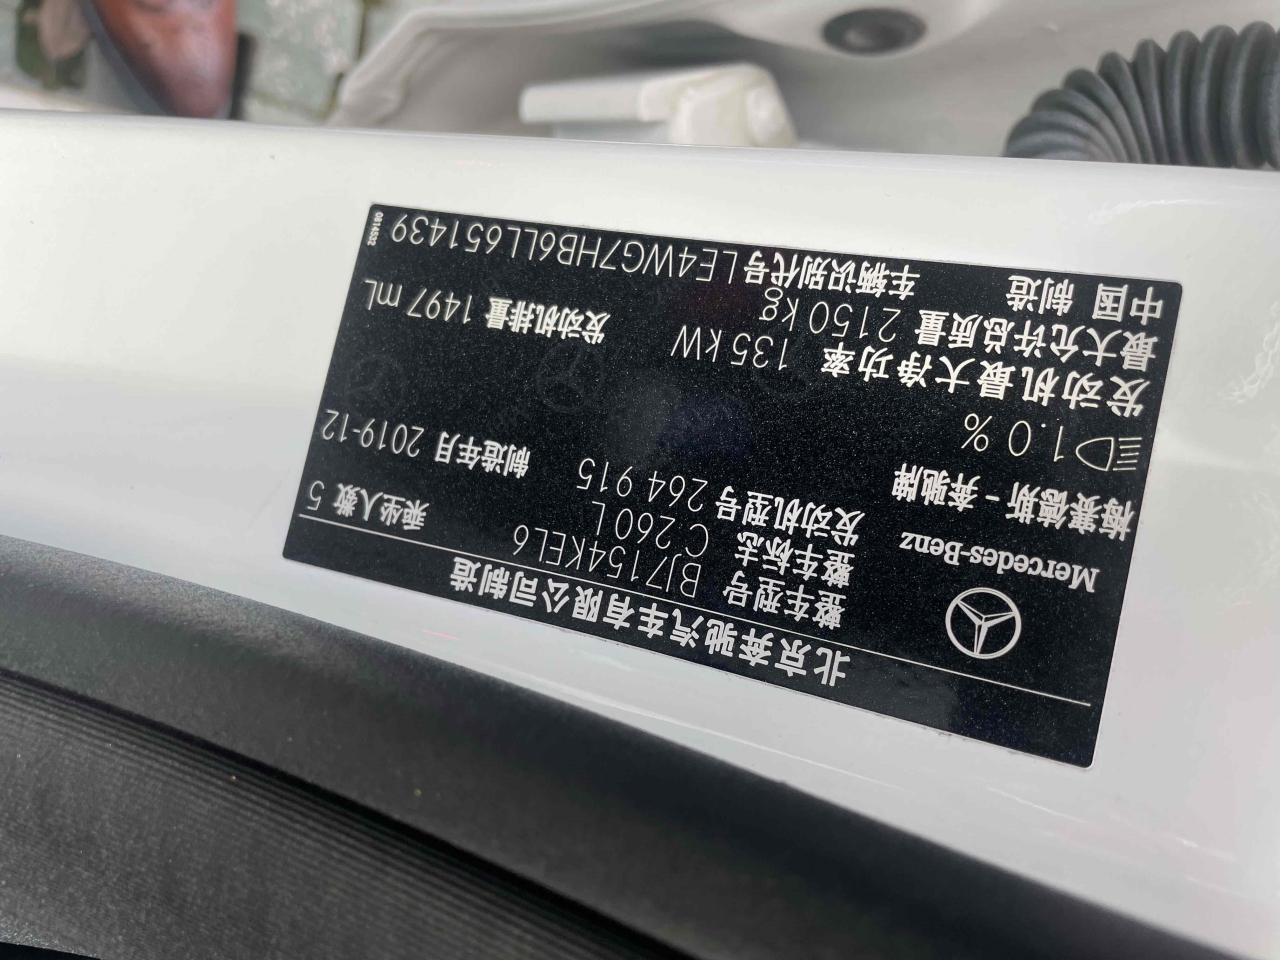 北京奔驰汽车有限公司制造
Mercedes-Benz
梅赛德斯-奔驰牌
整车型号 BJ7154KEL6
整车标志 C 260 L
乘坐人数 5
发动机型号 264 915
制造年月 2019-12
1.0 %
发动机最大净功率 135 kW
发动机排量 1497 mL
最大允许总质量 2150 kg
中国 制造
车辆识别代号 LE4WG7HB6LL651439
0814532